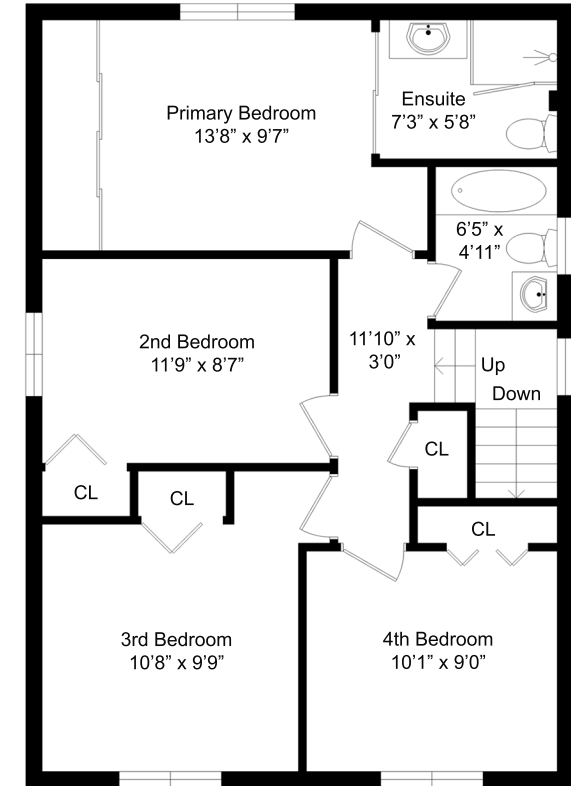 Primary Bedroom
13’8” x 9’7”
Ensuite
7’3” x 5’8”
6’5” x
4’11”
2nd Bedroom
11’9” x 8’7”
11’10” x
3’0”
Up
Down
CL
CL
CL
CL
3rd Bedroom
10’8” x 9’9”
4th Bedroom
10’1” x 9’0”